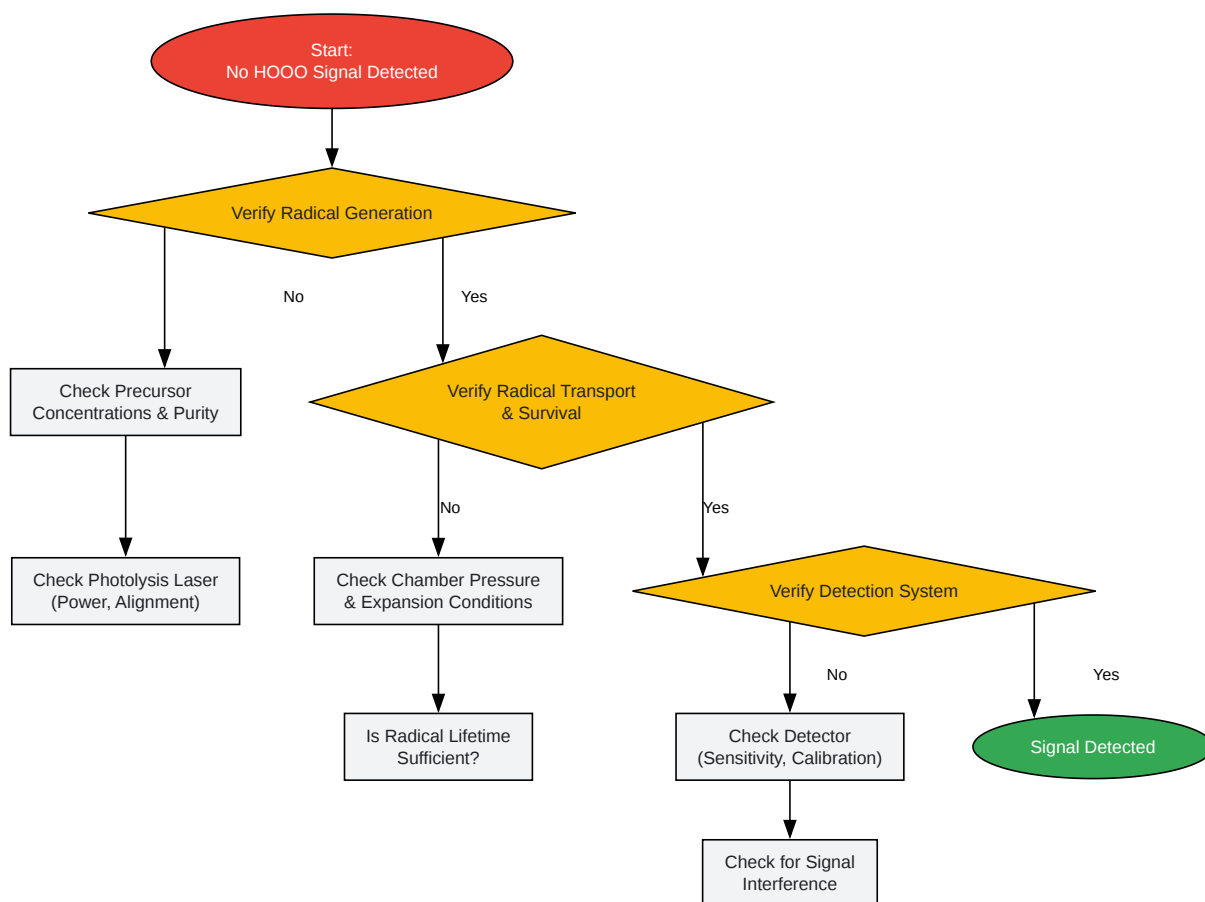 Start:
No HOOO Signal Detected
Verify Radical Generation
No
Yes
Check Precursor
Concentrations & Purity
Verify Radical Transport
& Survival
No
Yes
Check Photolysis Laser
(Power, Alignment)
Check Chamber Pressure
& Expansion Conditions
Verify Detection System
No
Yes
Is Radical Lifetime
Sufficient?
Check Detector
(Sensitivity, Calibration)
Signal Detected
Check for Signal
Interference